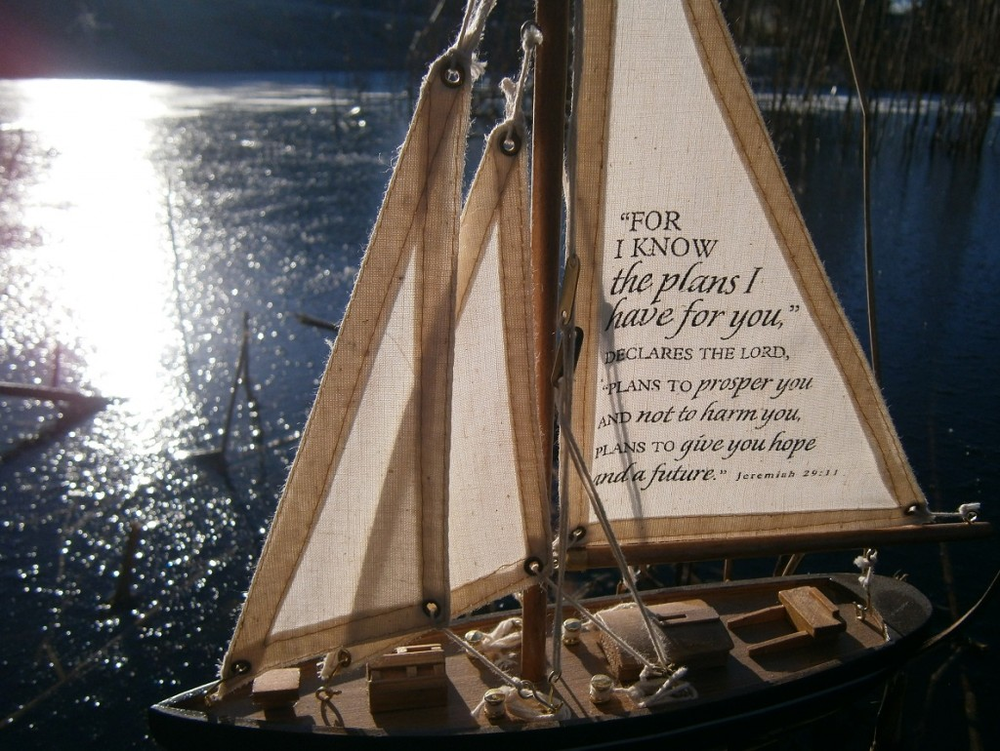 “FOR
I KNOW
the plans I
have for you,”
DECLARES THE LORD,
“PLANS TO prosper you
AND not to harm you,
PLANS TO give you hope
and a future.” Jeremiah 29:11